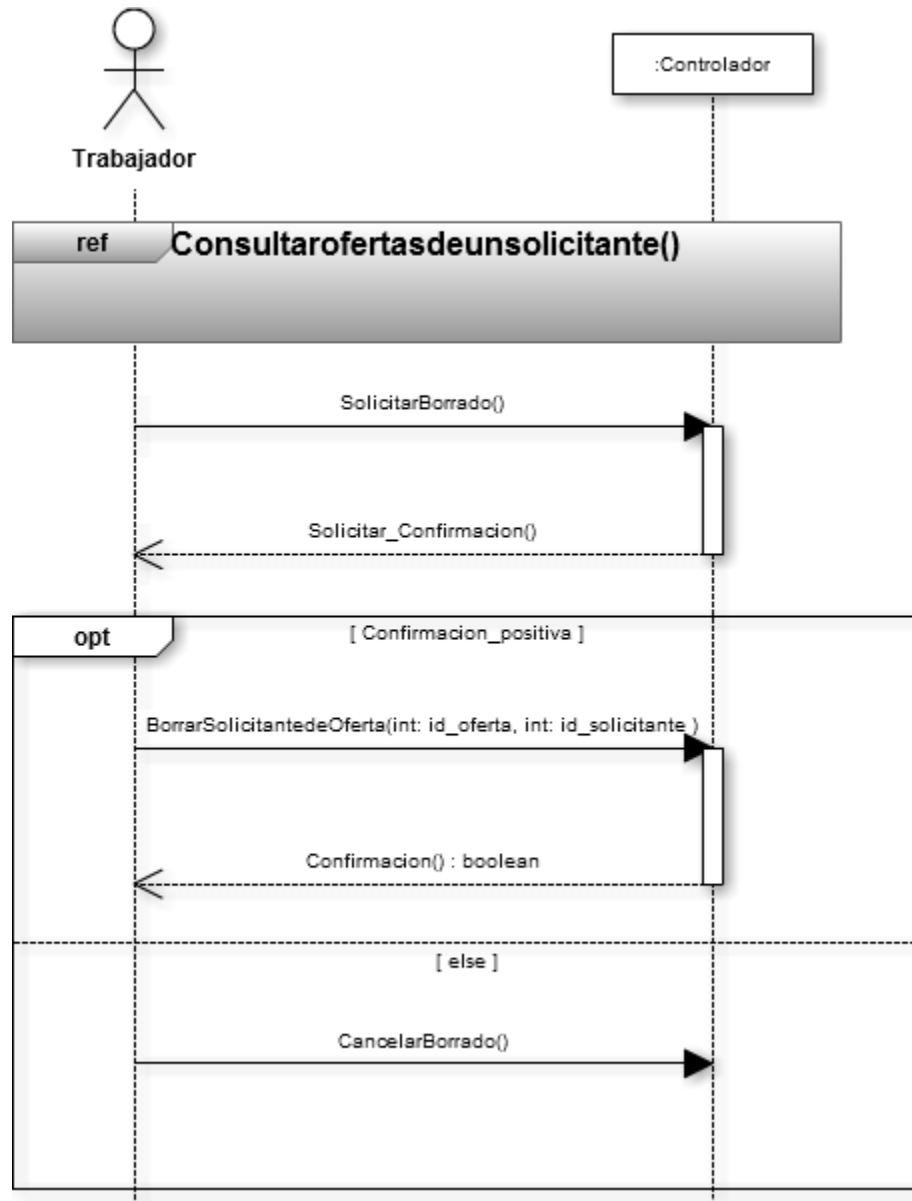 :Controlador
Trabajador
ref
Consultarofertasdeunsolicitante()
SolicitarBorrado()
Solicitar_Confirmacion()
opt
[ Confirmacion_positiva ]
BorrarSolicitantedeOferta(int: id_oferta, int: id_solicitante )
Confirmacion() : boolean
[ else ]
CancelarBorrado()